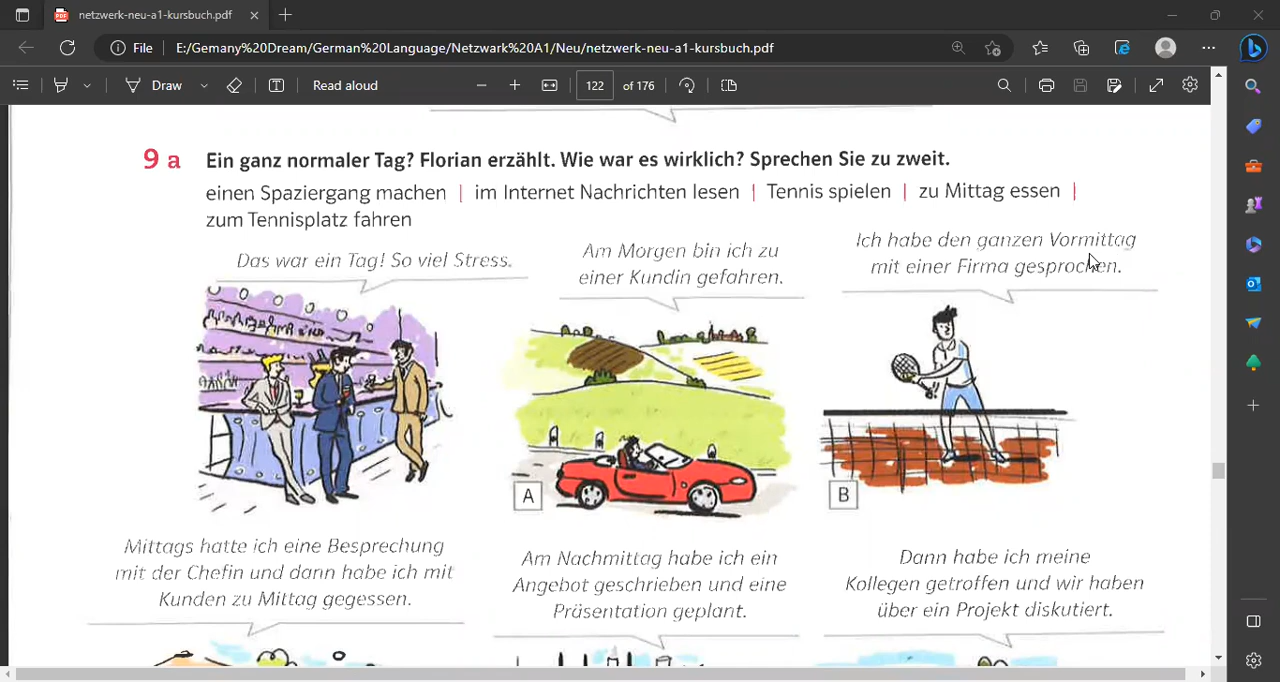 netzwerk-neu-a1-kursbuch.pdf
File
E:/Gemany%20Dream/German%20Language/Netzwark%20A1/Neu/netzwerk-neu-a1-kursbuch.pdf
Draw
Read aloud
122 of 176
9 a Ein ganz normaler Tag? Florian erzählt. Wie war es wirklich? Sprechen Sie zu zweit.
einen Spaziergang machen | im Internet Nachrichten lesen | Tennis spielen | zu Mittag essen |
zum Tennisplatz fahren
Das war ein Tag! So viel Stress.
Am Morgen bin ich zu
einer Kundin gefahren.
Ich habe den ganzen Vormittag
mit einer Firma gesprochen.
A
B
Mittags hatte ich eine Besprechung
mit der Chefin und dann habe ich mit
Kunden zu Mittag gegessen.
Am Nachmittag habe ich ein
Angebot geschrieben und eine
Präsentation geplant.
Dann habe ich meine
Kollegen getroffen und wir haben
über ein Projekt diskutiert.